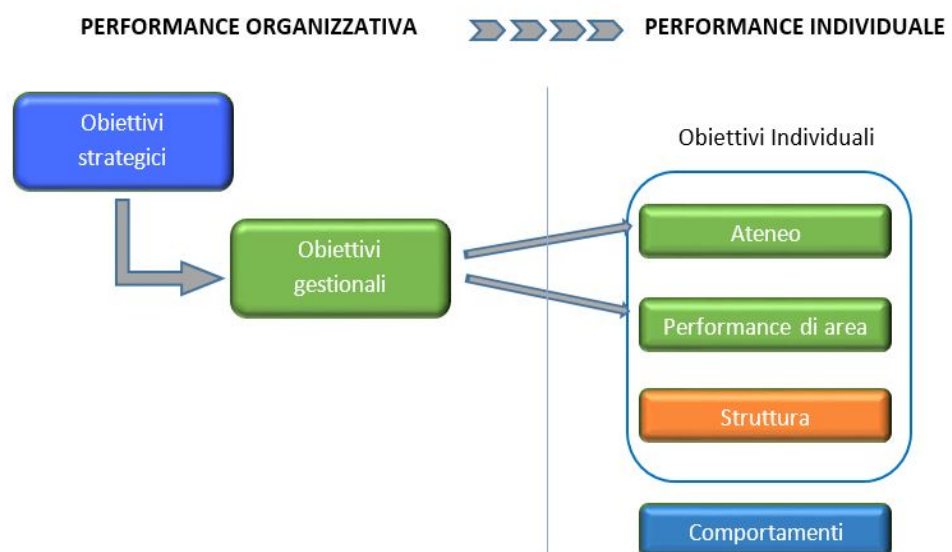 PERFORMANCE ORGANIZZATIVA
PERFORMANCE INDIVIDUALE
Obiettivi
strategici
Obiettivi
gestionali
Obiettivi Individuali
Ateneo
Performance di area
Struttura
Comportamenti